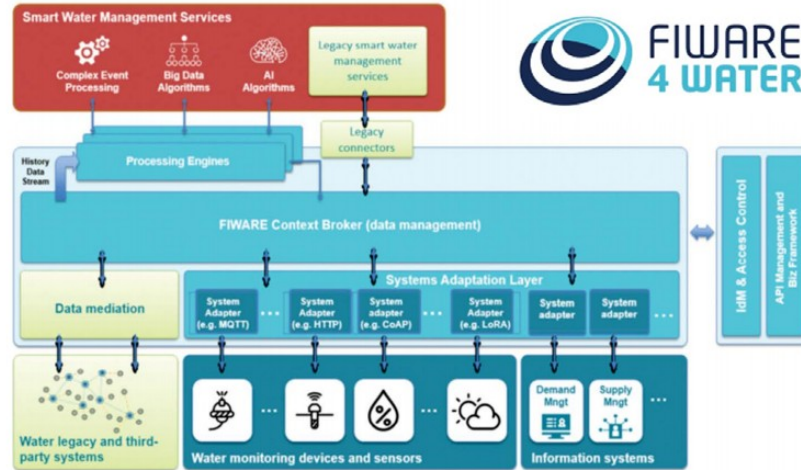 Smart Water Management Services
Complex Event
Processing
Big Data
Algorithms
AI
Algorithms
Legacy smart water
management
services
FIWARE
4 WATER
Legacy
connectors
History
Data
Stream
Processing Engines
FIWARE Context Broker (data management)
IdM & Access Control
API Management and
Biz Framework
Data mediation
Systems Adaptation Layer
System
Adapter
(e.g. MQTT)
...
System
Adapter
(e.g. HTTP)
System
adapter
(e.g. CoAP)
...
System
Adapter
(e.g. LoRA)
System
adapter
System
adapter
...
Water legacy and third-
party systems
...
...
Water monitoring devices and sensors
Demand
Mngt
Supply
Mngt
...
Information systems